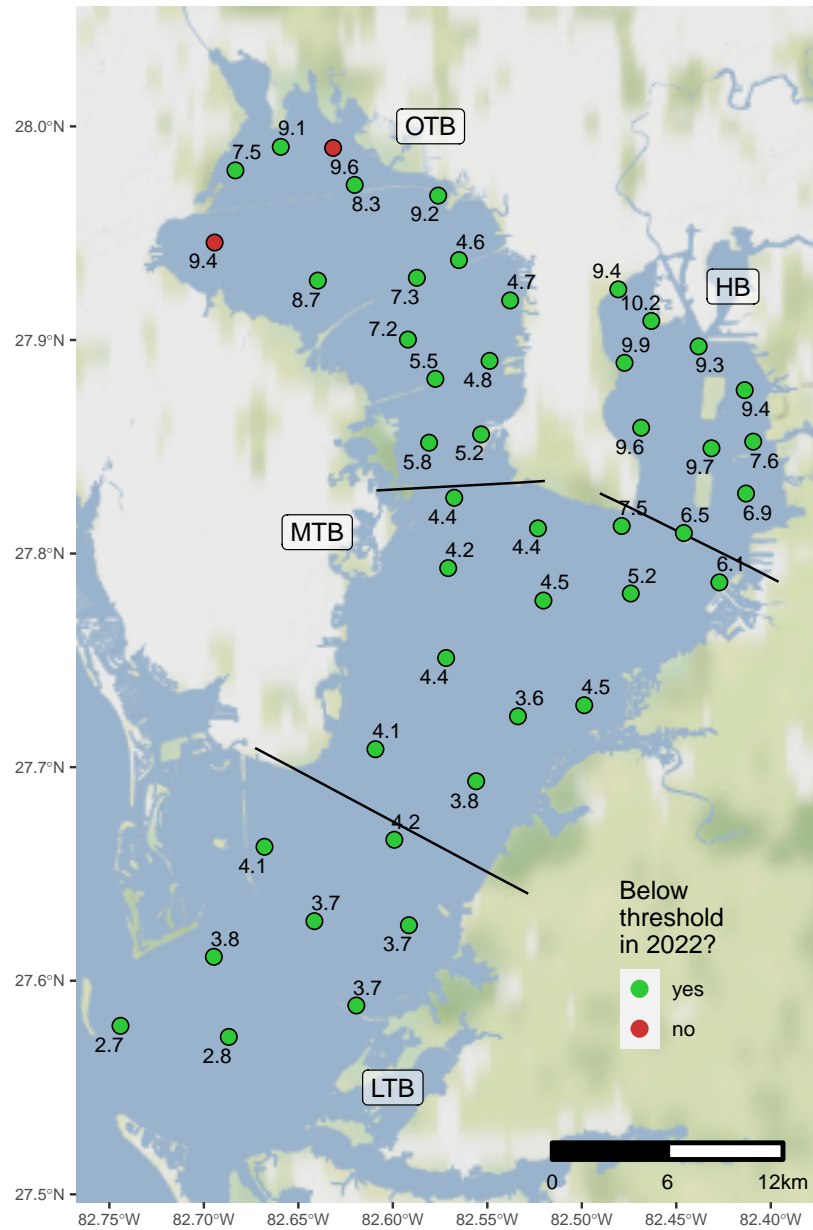 OTB
28.0°N
9.1
7.5
9.6
8.3
9.2
4.6
9.4
9.4
8.7
7.3
4.7
HB
10.2
7.2
27.9°N
9.9
9.3
5.5
4.8
9.4
9.6
5.8
5.2
9.7
7.6
4.4
7.5
6.5
6.9
MTB
4.4
4.2
27.8°N
6.1
4.5
5.2
4.4
3.6
4.5
4.1
27.7°N
3.8
4.2
4.1
3.7
3.7
3.8
27.6°N
3.7
2.7
2.8
LTB
Below
threshold
in 2022?
yes
no
0
6
12km
27.5°N
82.75°W
82.70°W
82.65°W
82.60°W
82.55°W
82.50°W
82.45°W
82.40°W